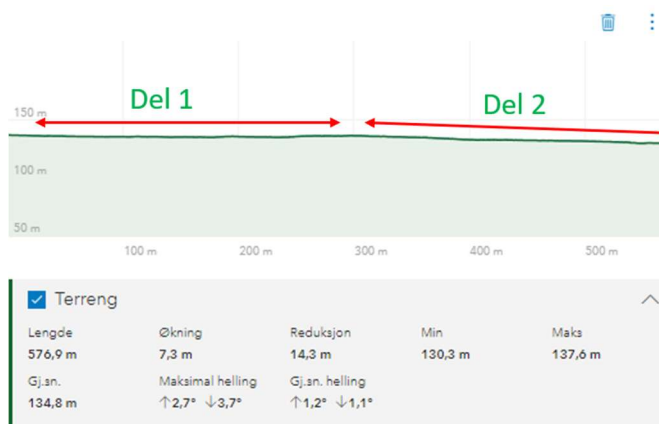 Del 1
Del 2
150 m
100 m
50 m
100 m 200 m 300 m 400 m 500 m
Terreng
Lengde Økning Reduksjon Min Maks
576,9 m 7,3 m 14,3 m 130,3 m 137,6 m
Gj.sn. Maksimal helling Gj.sn. helling
134,8 m ↑2,7° ↓3,7° ↑1,2° ↓1,1°